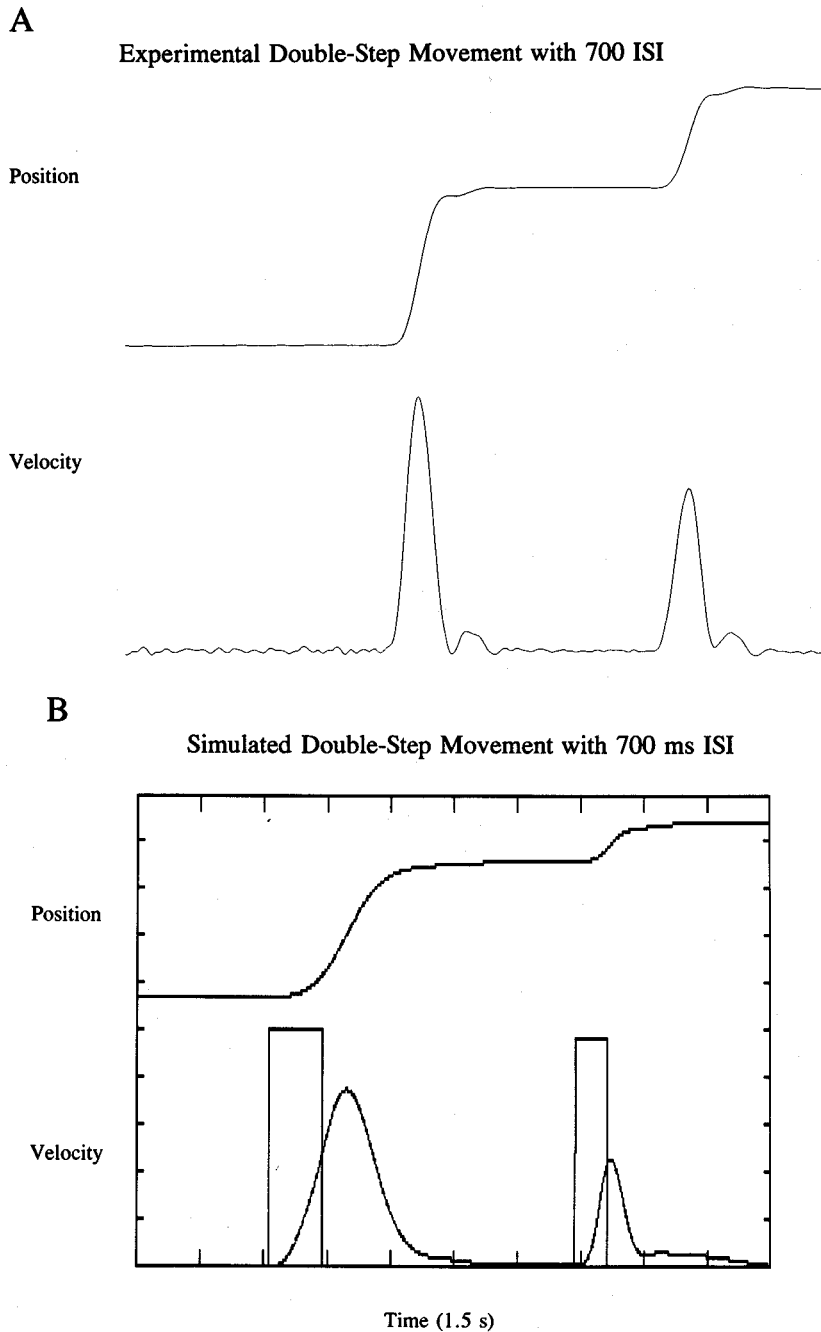 A
Experimental Double-Step Movement with 700 ISI
Position
Velocity
B
Simulated Double-Step Movement with 700 ms ISI
Position
Velocity
Time (1.5 s)